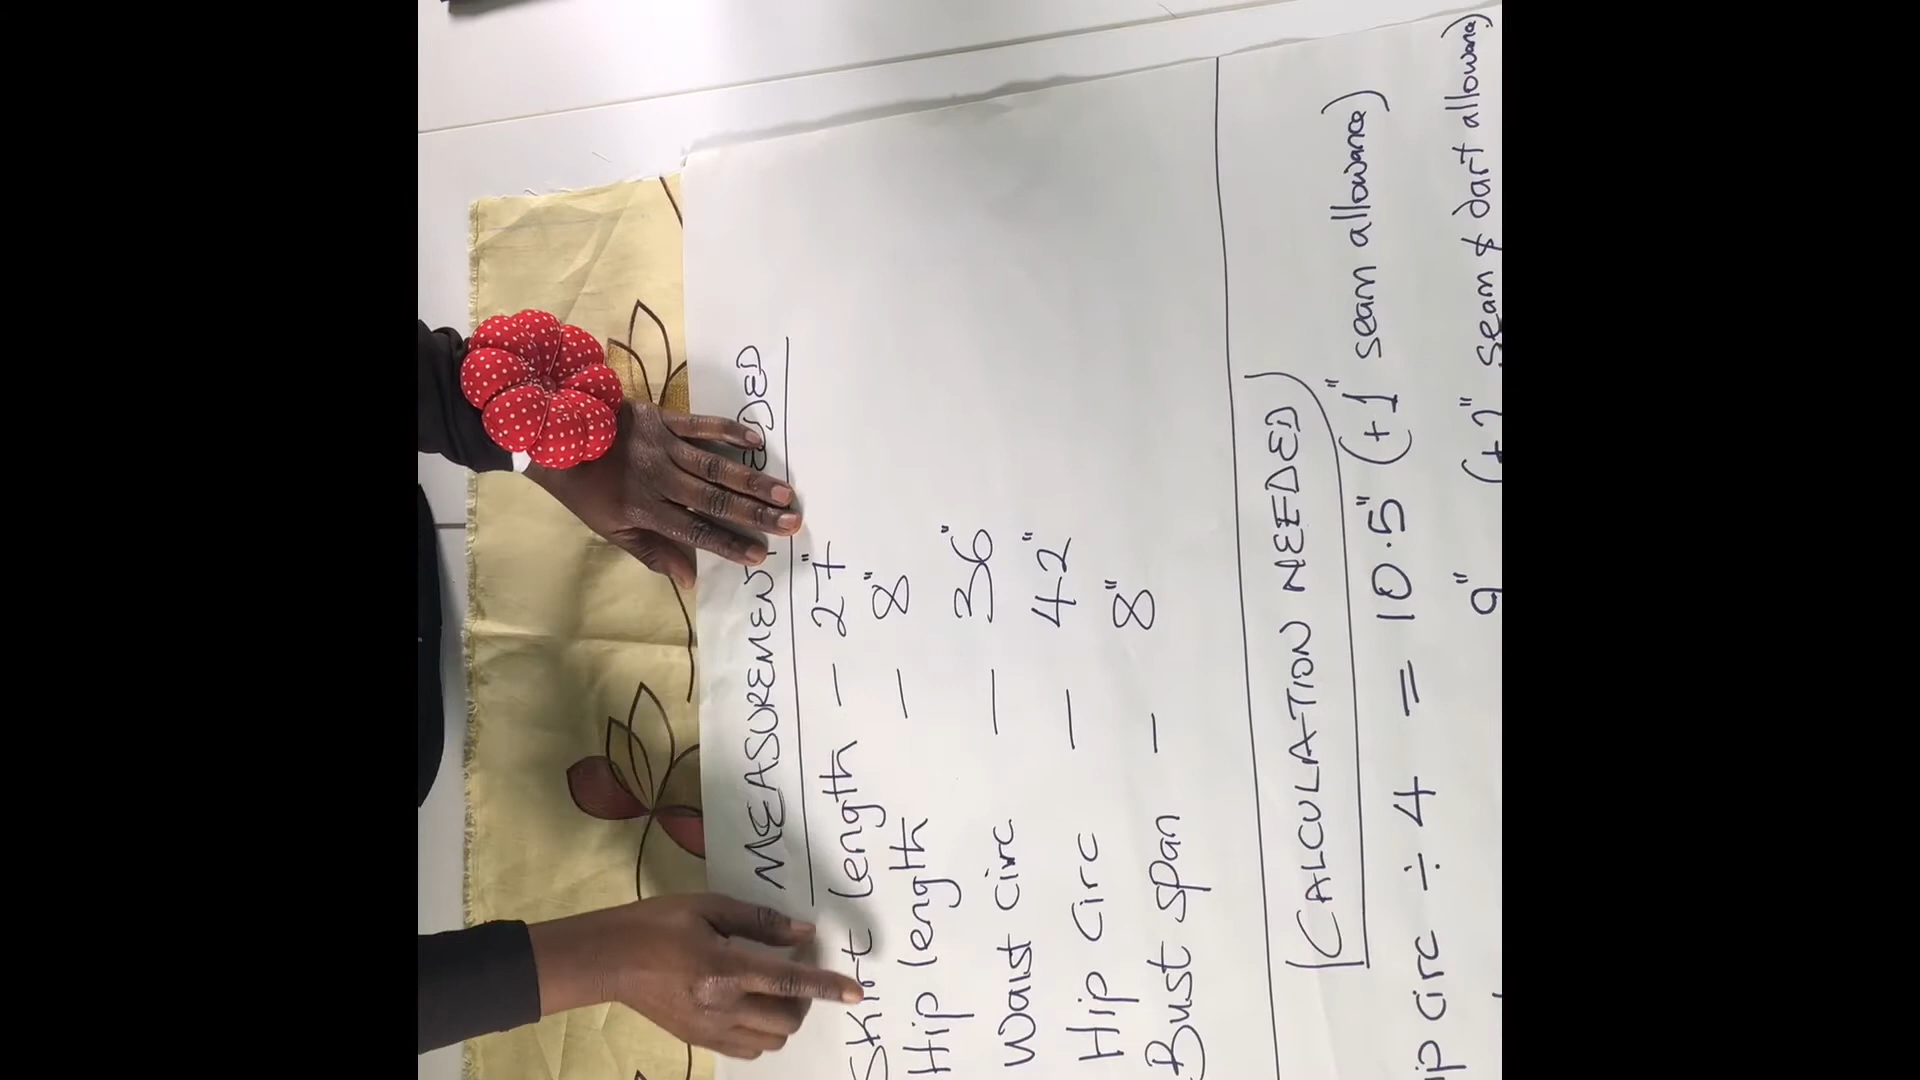 MEASUREMENT
Skirt length - 27"
Hip length - 8"
Waist Circ - 36"
Hip Circ - 42"
Bust span - 8"
CALCULATION NEEDED
ip circ ÷ 4 = 10.5" (+1" seam allowance)
9" seam & dart allowance)